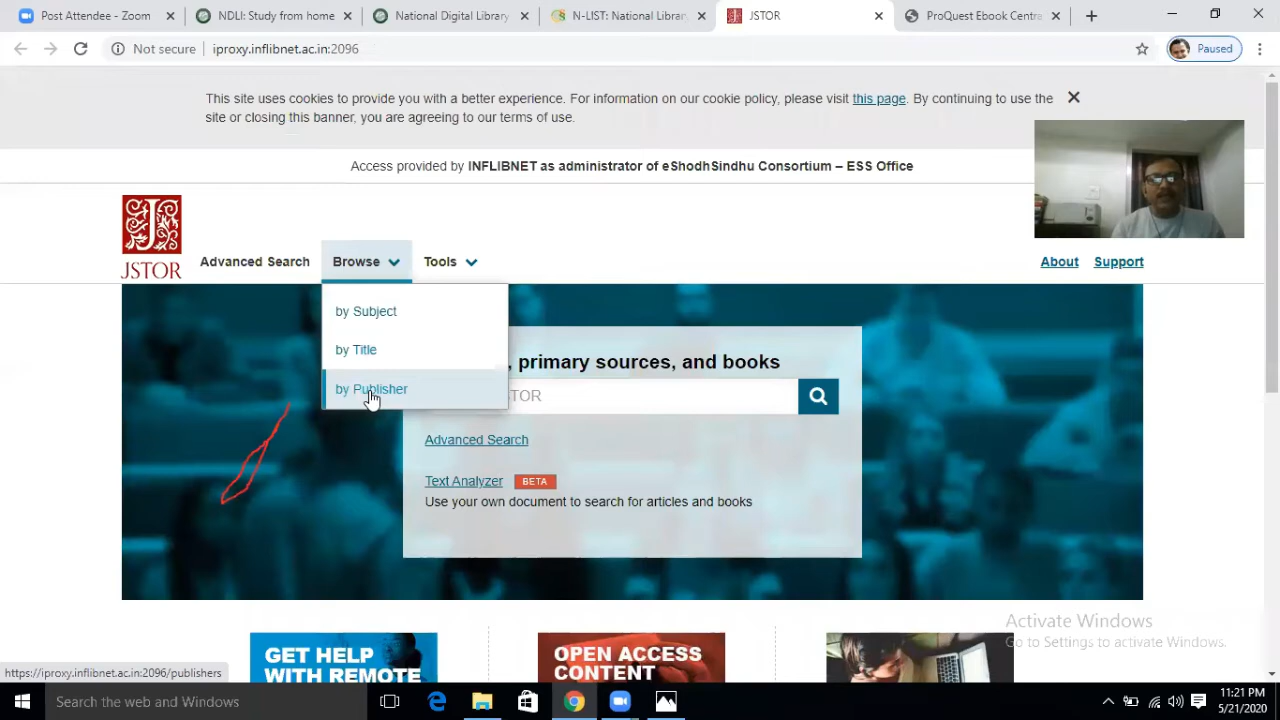 Post Attendee - Zoom
NDLI: Study from home
National Digital Library
N-LIST: National Librar
JSTOR
ProQuest Ebook Centr
Not secure
iproxy.inflibnet.ac.in:2096
Paused
This site uses cookies to provide you with a better experience. For information on our cookie policy, please visit this page. By continuing to use the
site or closing this banner, you are agreeing to our terms of use.
Access provided by INFLIBNET as administrator of eShodhSindhu Consortium – ESS Office
JSTOR
Advanced Search
Browse
Tools
About
Support
by Subject
by Title
by Publisher
, primary sources, and books
STOR
Advanced Search
Text Analyzer
BETA
Use your own document to search for articles and books
GET HELP
WITH REMOTE
OPEN ACCESS
CONTENT
Activate Windows
Go to Settings to activate Windows.
https://iproxy.inflibnet.ac.in:2096/publishers
Search the web and Windows
11:21 PM
5/21/2020